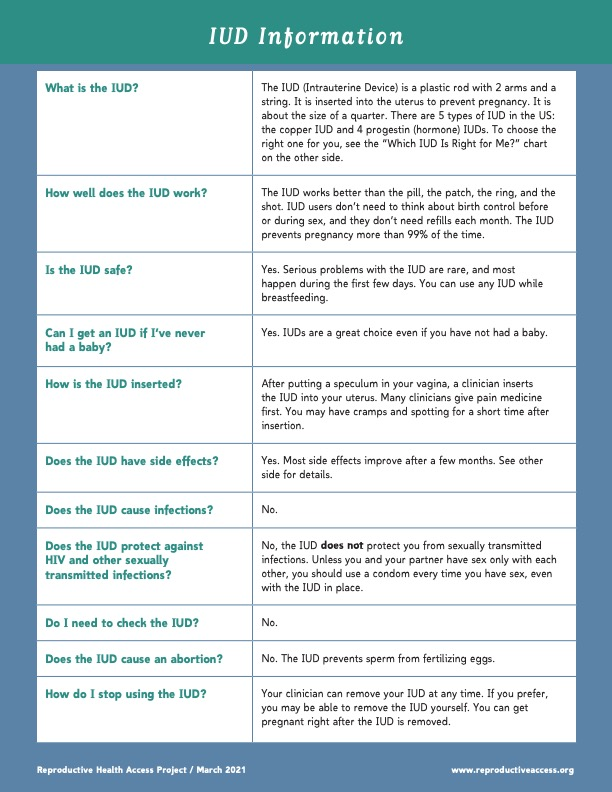 IUD Information
What is the IUD?
The IUD (Intrauterine Device) is a plastic rod with 2 arms and a
string. It is inserted into the uterus to prevent pregnancy. It is
about the size of a quarter. There are 5 types of IUD in the US:
the copper IUD and 4 progestin (hormone) IUDs. To choose the
right one for you, see the “Which IUD Is Right for Me?” chart
on the other side.
How well does the IUD work?
The IUD works better than the pill, the patch, the ring, and the
shot. IUD users don’t need to think about birth control before
or during sex, and they don’t need refills each month. The IUD
prevents pregnancy more than 99% of the time.
Is the IUD safe?
Yes. Serious problems with the IUD are rare, and most
happen during the first few days. You can use any IUD while
breastfeeding.
Can I get an IUD if I’ve never
had a baby?
Yes. IUDs are a great choice even if you have not had a baby.
How is the IUD inserted?
After putting a speculum in your vagina, a clinician inserts
the IUD into your uterus. Many clinicians give pain medicine
first. You may have cramps and spotting for a short time after
insertion.
Does the IUD have side effects?
Yes. Most side effects improve after a few months. See other
side for details.
Does the IUD cause infections?
No.
Does the IUD protect against
HIV and other sexually
transmitted infections?
No, the IUD does not protect you from sexually transmitted
infections. Unless you and your partner have sex only with each
other, you should use a condom every time you have sex, even
with the IUD in place.
Do I need to check the IUD?
No.
Does the IUD cause an abortion?
No. The IUD prevents sperm from fertilizing eggs.
How do I stop using the IUD?
Your clinician can remove your IUD at any time. If you prefer,
you may be able to remove the IUD yourself. You can get
pregnant right after the IUD is removed.
Reproductive Health Access Project / March 2021
www.reproductiveaccess.org